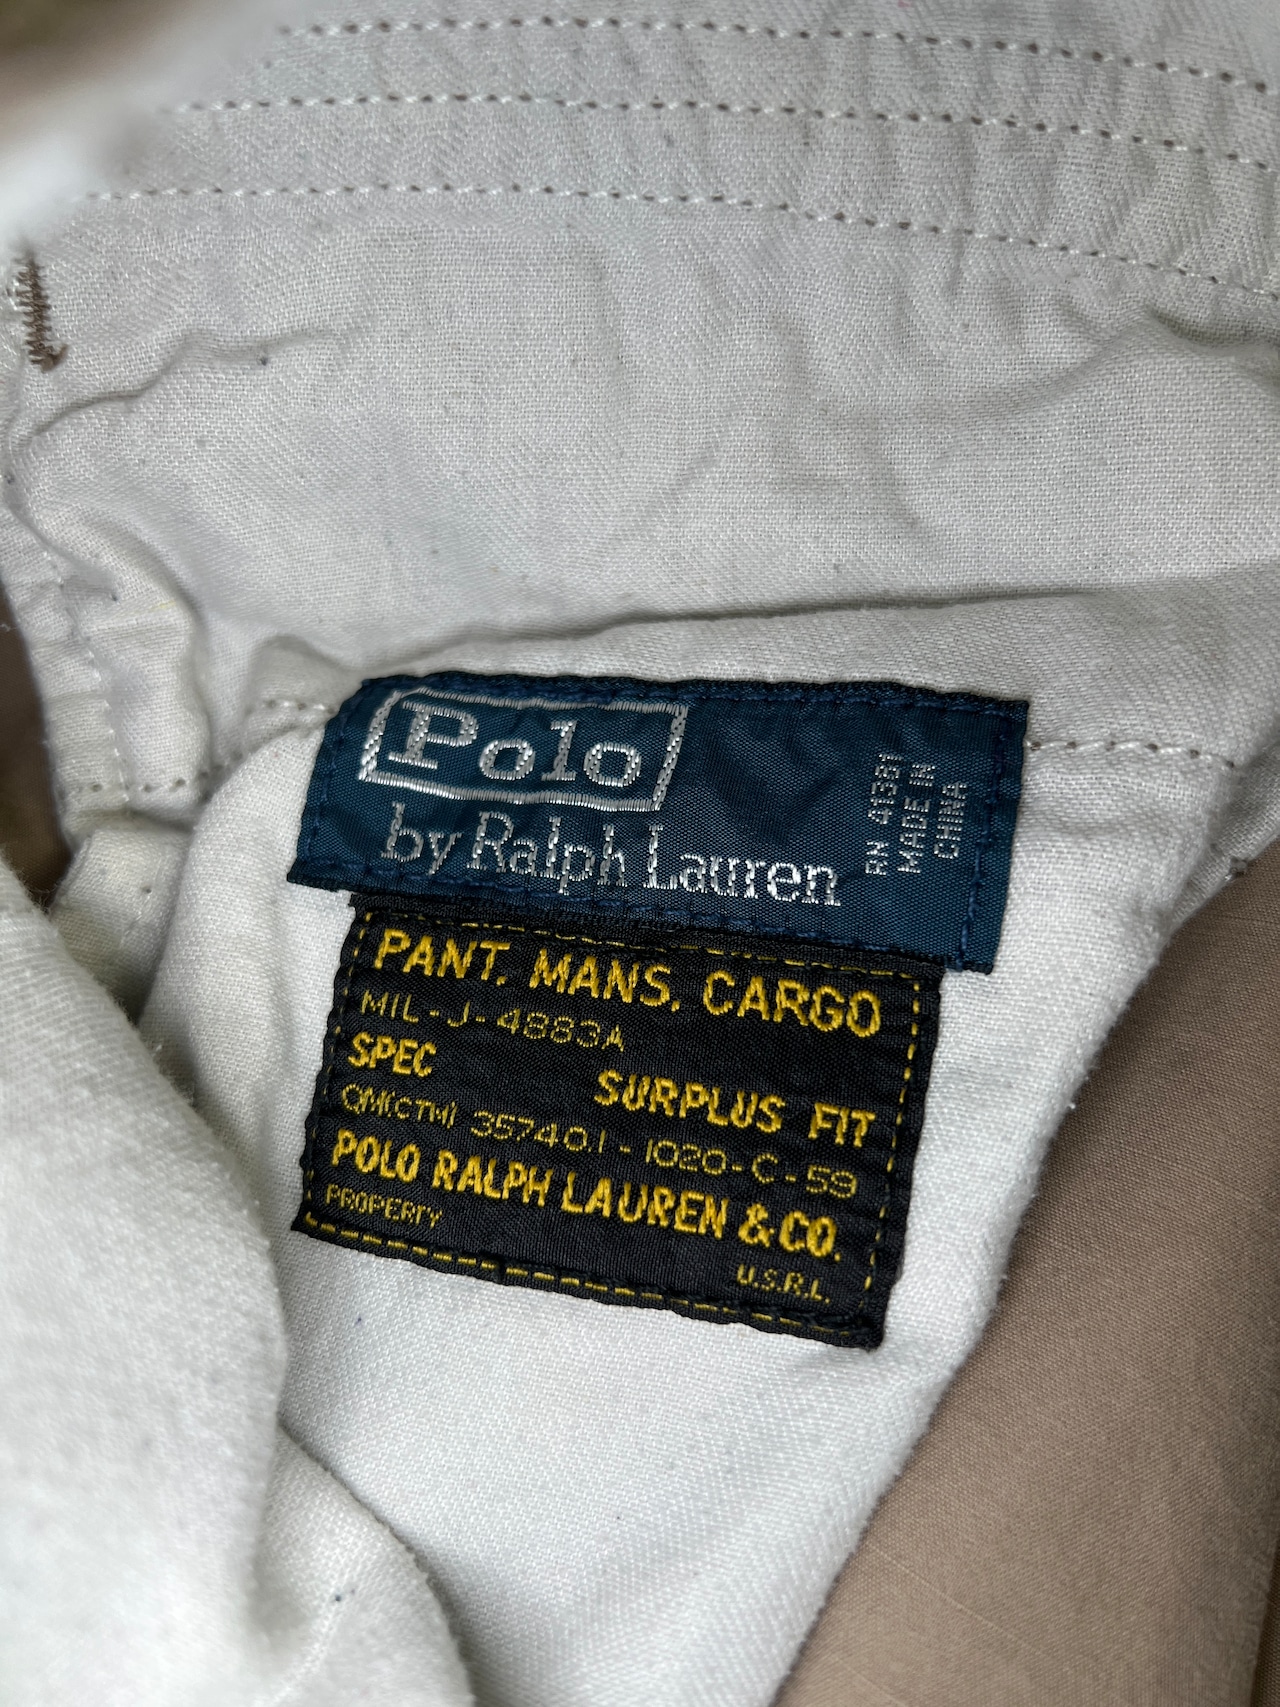 Polo
by Ralph Lauren
RN 41381
MADE IN
CHINA
PANT, MANS, CARGO
MIL-J-4883A
SPEC
SURPLUS FIT
QM(CTM) 35740.1-1020-C-59
POLO RALPH LAUREN & CO.
PROPERTY
U.S.R.L.